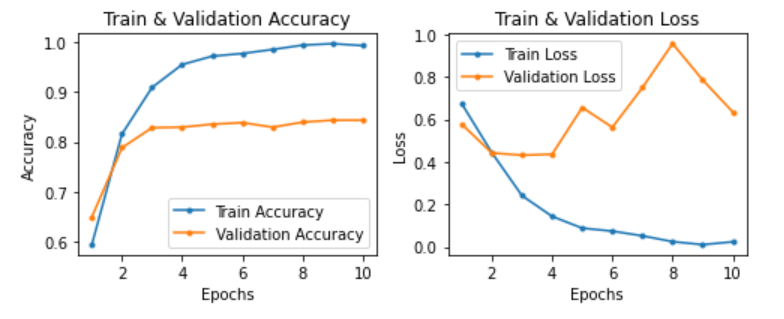 Train & Validation Accuracy
1.0
0.9
0.8
0.7
0.6
Accuracy
Train Accuracy
Validation Accuracy
2 4 6 8 10
Epochs
Train & Validation Loss
1.0
0.8
0.6
0.4
0.2
0.0
Loss
Train Loss
Validation Loss
2 4 6 8 10
Epochs